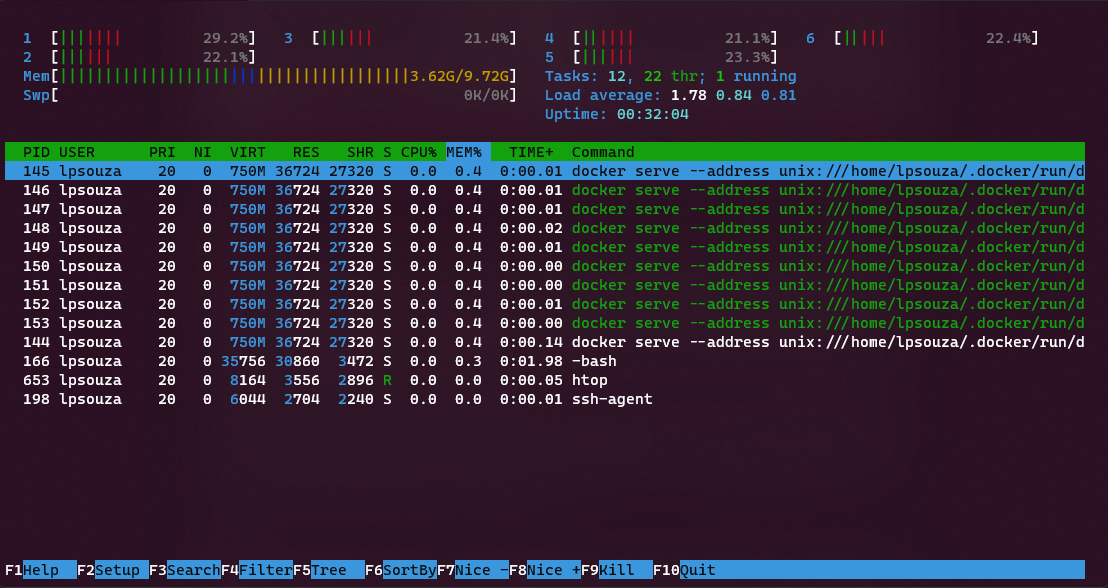 1 [||||||| 29.2%] 3 [|||||| 21.4%] 4 [|||||| 21.1%] 6 [||||| 22.4%]
2 [|||||| 22.1%] 5 [|||||| 23.3%]
Mem[|||||||||||||||||||||||||||||||||||||||3.62G/9.72G] Tasks: 12, 22 thr; 1 running
Swp[ 0K/0K] Load average: 1.78 0.84 0.81
Uptime: 00:32:04
PID USER PRI NI VIRT RES SHR S CPU% MEM% TIME+ Command
145 lpsouza 20 0 750M 36724 27320 S 0.0 0.4 0:00.01 docker serve --address unix:///home/lpsouza/.docker/run/d
146 lpsouza 20 0 750M 36724 27320 S 0.0 0.4 0:00.01 docker serve --address unix:///home/lpsouza/.docker/run/d
147 lpsouza 20 0 750M 36724 27320 S 0.0 0.4 0:00.01 docker serve --address unix:///home/lpsouza/.docker/run/d
148 lpsouza 20 0 750M 36724 27320 S 0.0 0.4 0:00.02 docker serve --address unix:///home/lpsouza/.docker/run/d
149 lpsouza 20 0 750M 36724 27320 S 0.0 0.4 0:00.01 docker serve --address unix:///home/lpsouza/.docker/run/d
150 lpsouza 20 0 750M 36724 27320 S 0.0 0.4 0:00.00 docker serve --address unix:///home/lpsouza/.docker/run/d
151 lpsouza 20 0 750M 36724 27320 S 0.0 0.4 0:00.00 docker serve --address unix:///home/lpsouza/.docker/run/d
152 lpsouza 20 0 750M 36724 27320 S 0.0 0.4 0:00.01 docker serve --address unix:///home/lpsouza/.docker/run/d
153 lpsouza 20 0 750M 36724 27320 S 0.0 0.4 0:00.00 docker serve --address unix:///home/lpsouza/.docker/run/d
144 lpsouza 20 0 750M 36724 27320 S 0.0 0.4 0:00.14 docker serve --address unix:///home/lpsouza/.docker/run/d
166 lpsouza 20 0 35756 30860 3472 S 0.0 0.3 0:01.98 -bash
653 lpsouza 20 0 8164 3556 2896 R 0.0 0.0 0:00.05 htop
198 lpsouza 20 0 6044 2704 2240 S 0.0 0.0 0:00.01 ssh-agent
F1Help F2Setup F3SearchF4FilterF5Tree F6SortByF7Nice -F8Nice +F9Kill F10Quit